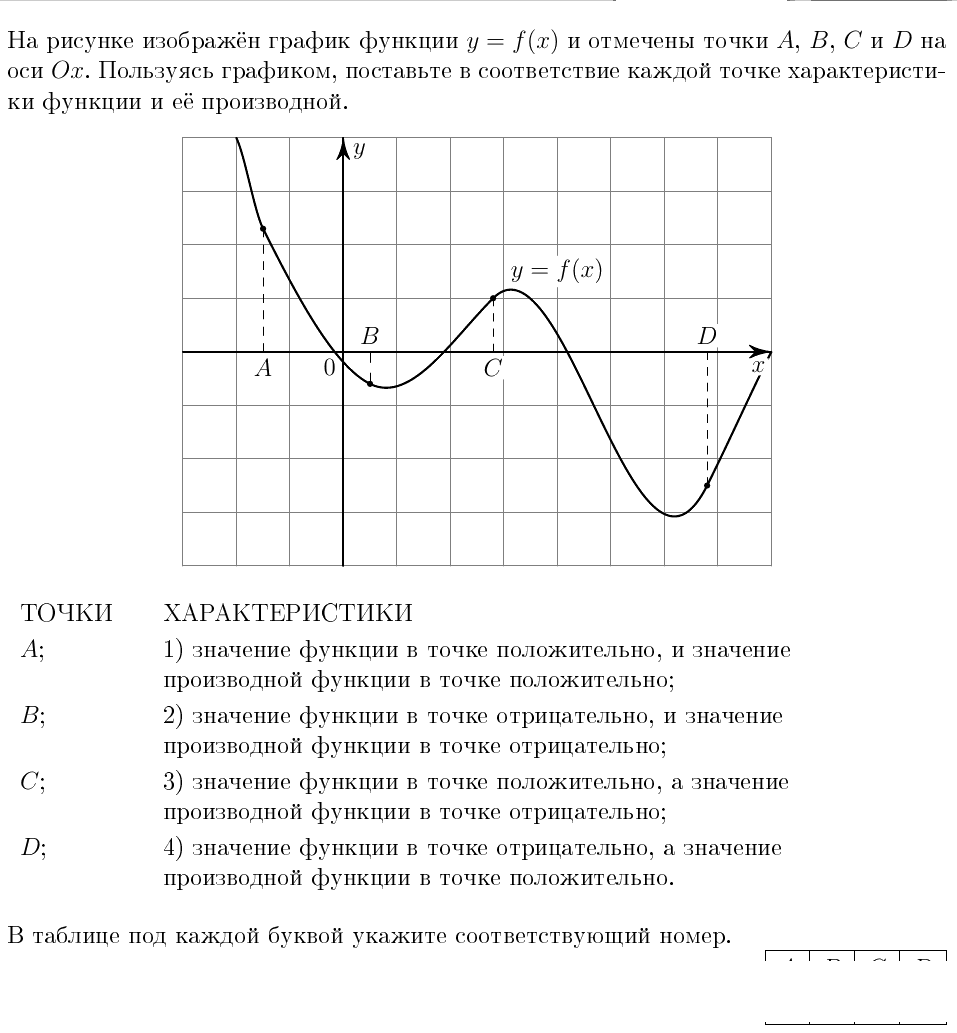 На рисунке изображён график функции y = f(x) и отмечены точки A, B, C и D на
оси Ox. Пользуясь графиком, поставьте в соответствие каждой точке характеристи-
ки функции и её производной.
y
y = f(x)
B
D
A
0
C
x
ТОЧКИ ХАРАКТЕРИСТИКИ
A; 1) значение функции в точке положительно, и значение
производной функции в точке положительно;
B; 2) значение функции в точке отрицательно, и значение
производной функции в точке отрицательно;
C; 3) значение функции в точке положительно, а значение
производной функции в точке отрицательно;
D; 4) значение функции в точке отрицательно, а значение
производной функции в точке положительно.
В таблице под каждой буквой укажите соответствующий номер.